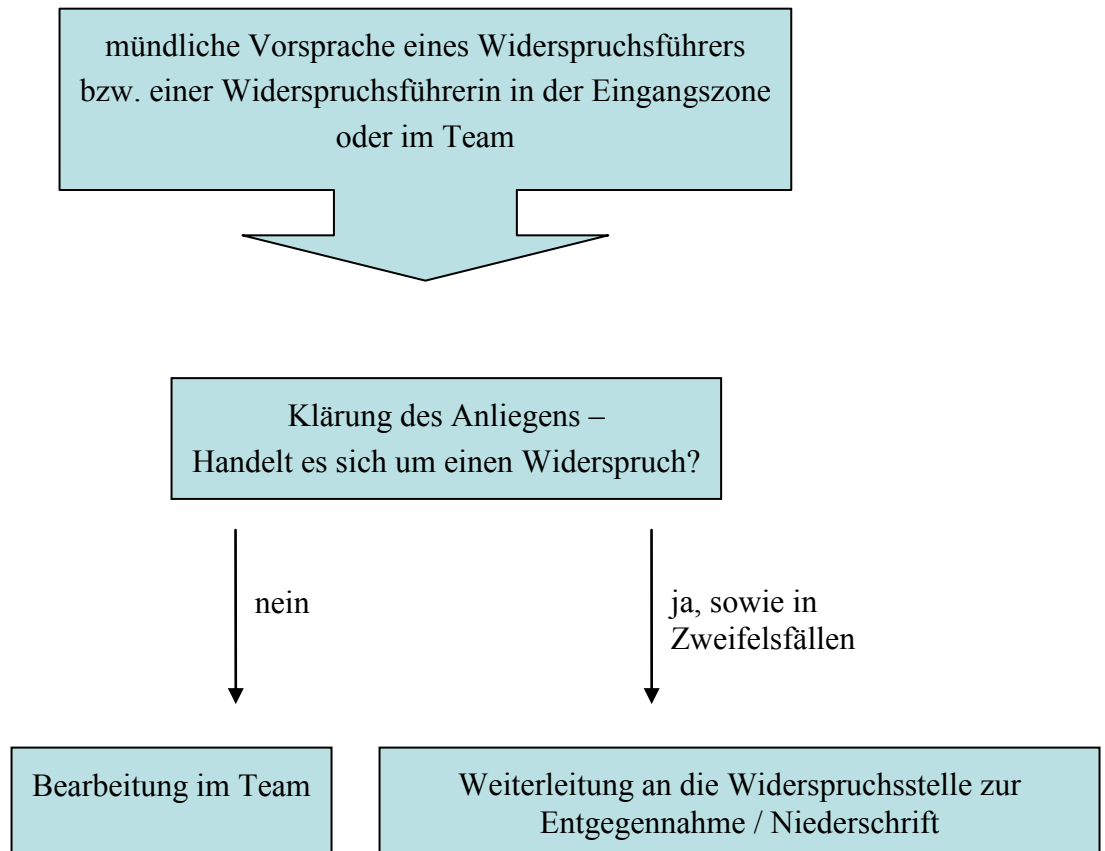 mündliche Vorsprache eines Widerspruchsführers
bzw. einer Widerspruchsführerin in der Eingangszone
oder im Team
Klärung des Anliegens –
Handelt es sich um einen Widerspruch?
nein
ja, sowie in
Zweifelsfällen
Bearbeitung im Team
Weiterleitung an die Widerspruchsstelle zur
Entgegennahme / Niederschrift